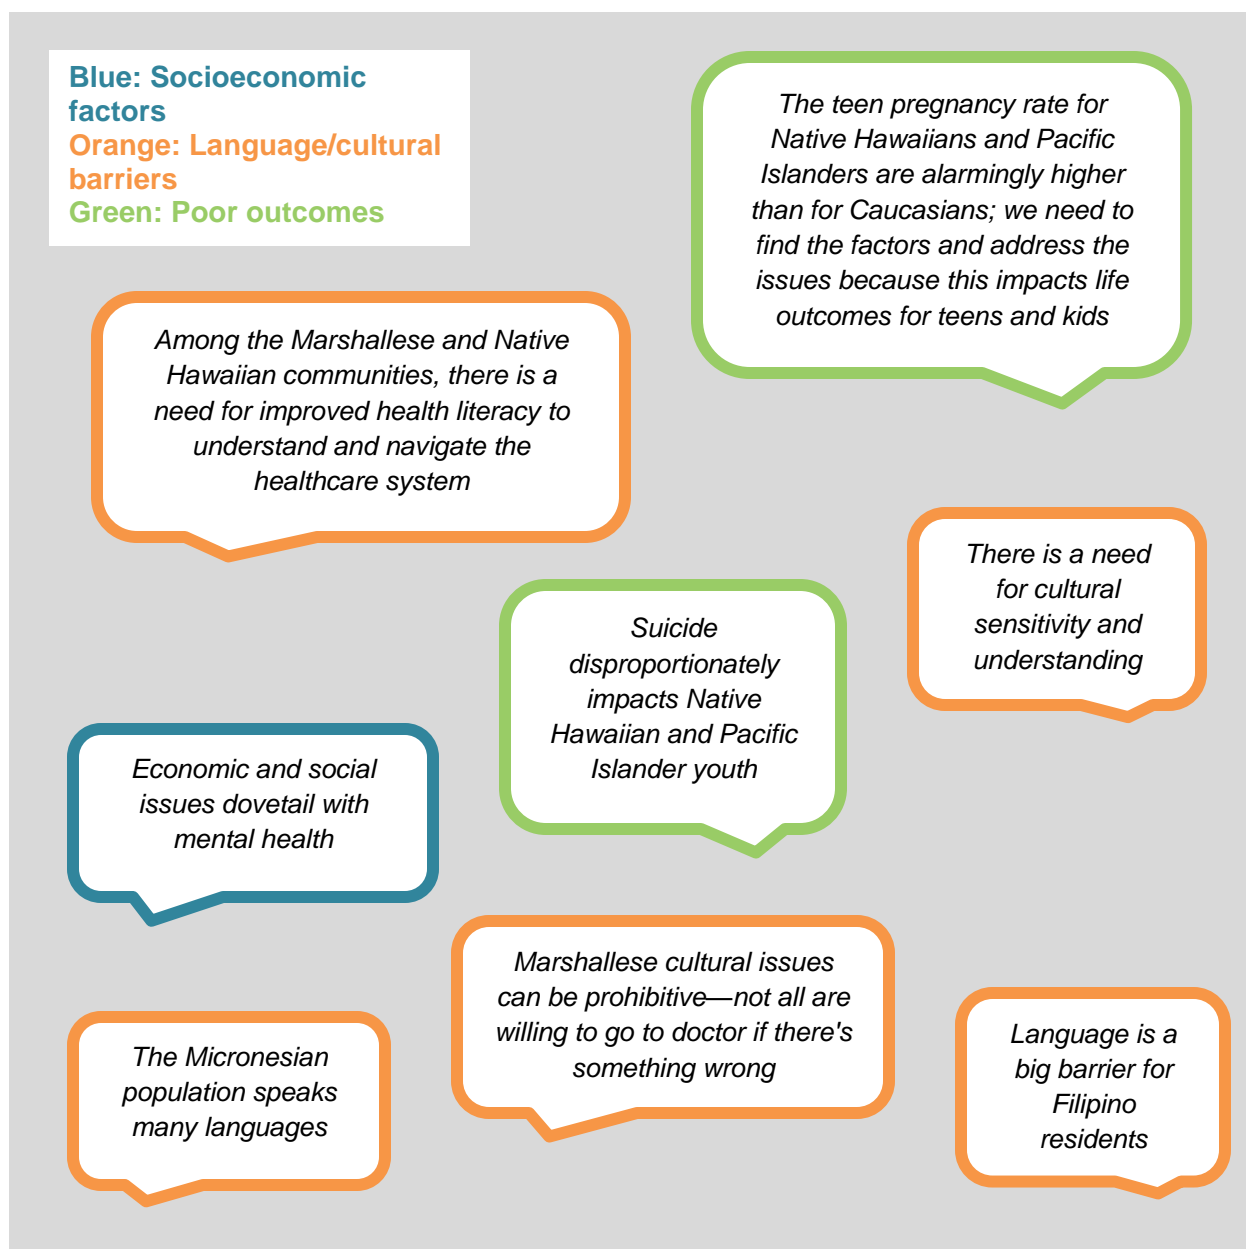 Blue: Socioeconomic
factors
Orange: Language/cultural
barriers
Green: Poor outcomes
The teen pregnancy rate for
Native Hawaiians and Pacific
Islanders are alarmingly higher
than for Caucasians; we need to
find the factors and address the
issues because this impacts life
outcomes for teens and kids
Among the Marshallese and Native
Hawaiian communities, there is a
need for improved health literacy to
understand and navigate the
healthcare system
There is a need
for cultural
sensitivity and
understanding
Suicide
disproportionately
impacts Native
Hawaiian and Pacific
Islander youth
Economic and social
issues dovetail with
mental health
Marshallese cultural issues
can be prohibitive—not all are
willing to go to doctor if there's
something wrong
The Micronesian
population speaks
many languages
Language is a
big barrier for
Filipino
residents